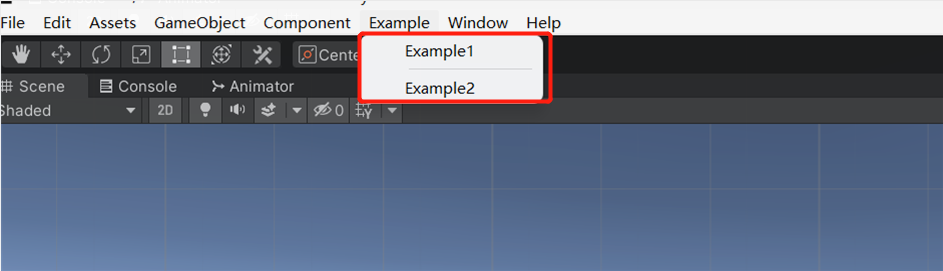 File Edit Assets GameObject Component Example Window Help
Example1
Cente
Example2
Scene Console Animator
Shaded 2D 0